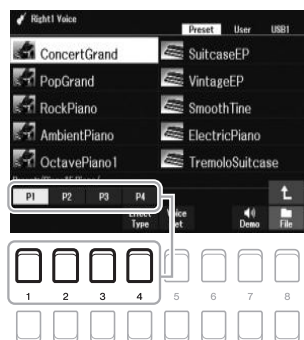 Right1 Voice
Preset User USB1
ConcertGrand SuitcaseEP
PopGrand VintageEP
RockPiano SmoothTine
AmbientPiano ElectricPiano
OctavePiano1 TremoloSuitcase
P1 P2 P3 P4
Type Demo File
1 2 3 4 5 6 7 8